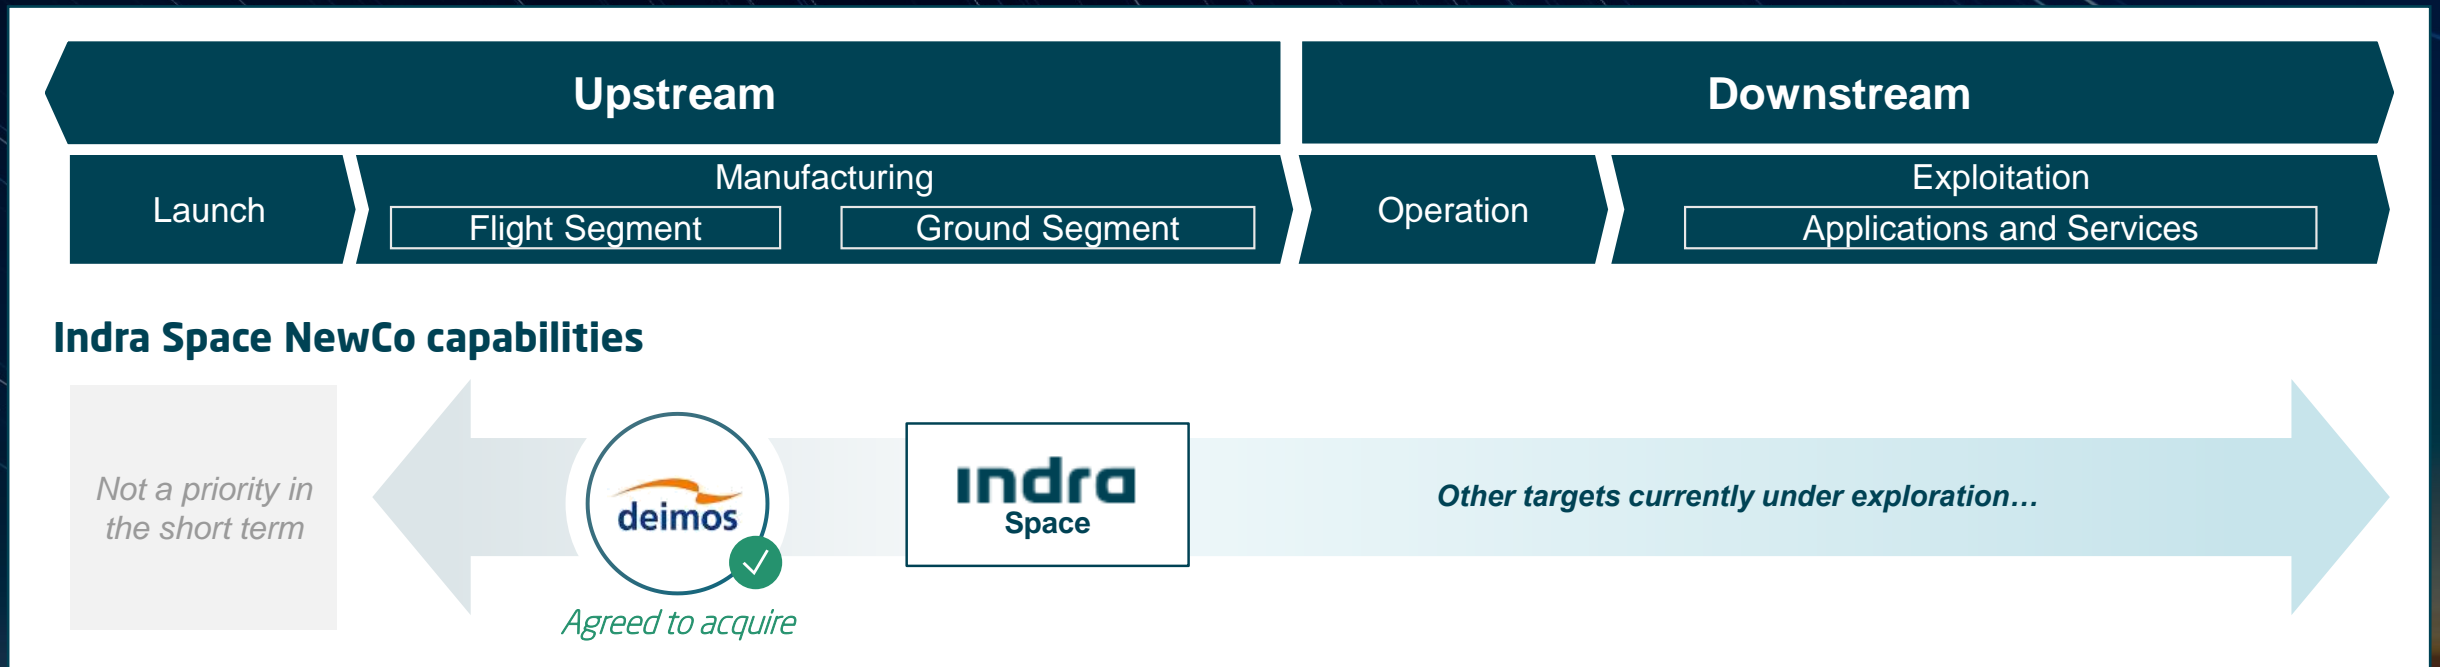 Upstream
Downstream
Launch
Manufacturing
Flight Segment
Ground Segment
Operation
Exploitation
Applications and Services
Indra Space NewCo capabilities
Not a priority in
the short term
deimos
Agreed to acquire
indra
Space
Other targets currently under exploration…